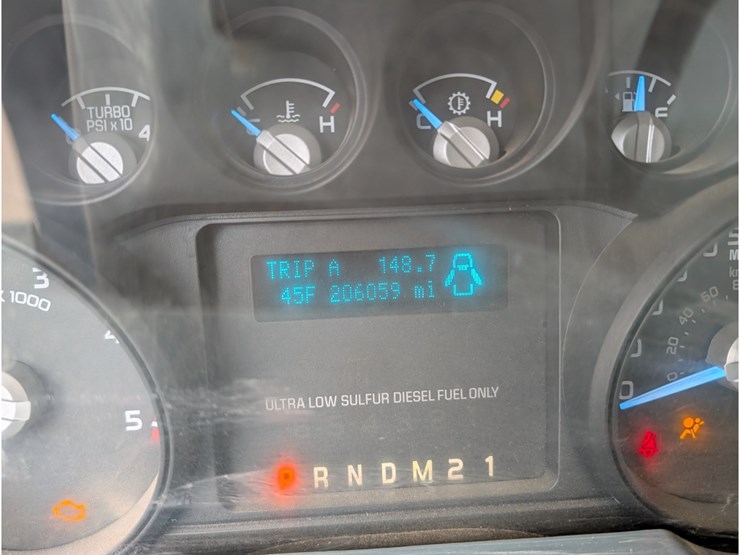 TURBO
PSI x 10
4
H
C
H
3
x 1000
4
5
TRIP A 148.7
45F 206059 mi
ULTRA LOW SULFUR DIESEL FUEL ONLY
P R N D M 2 1
0
20
40
50